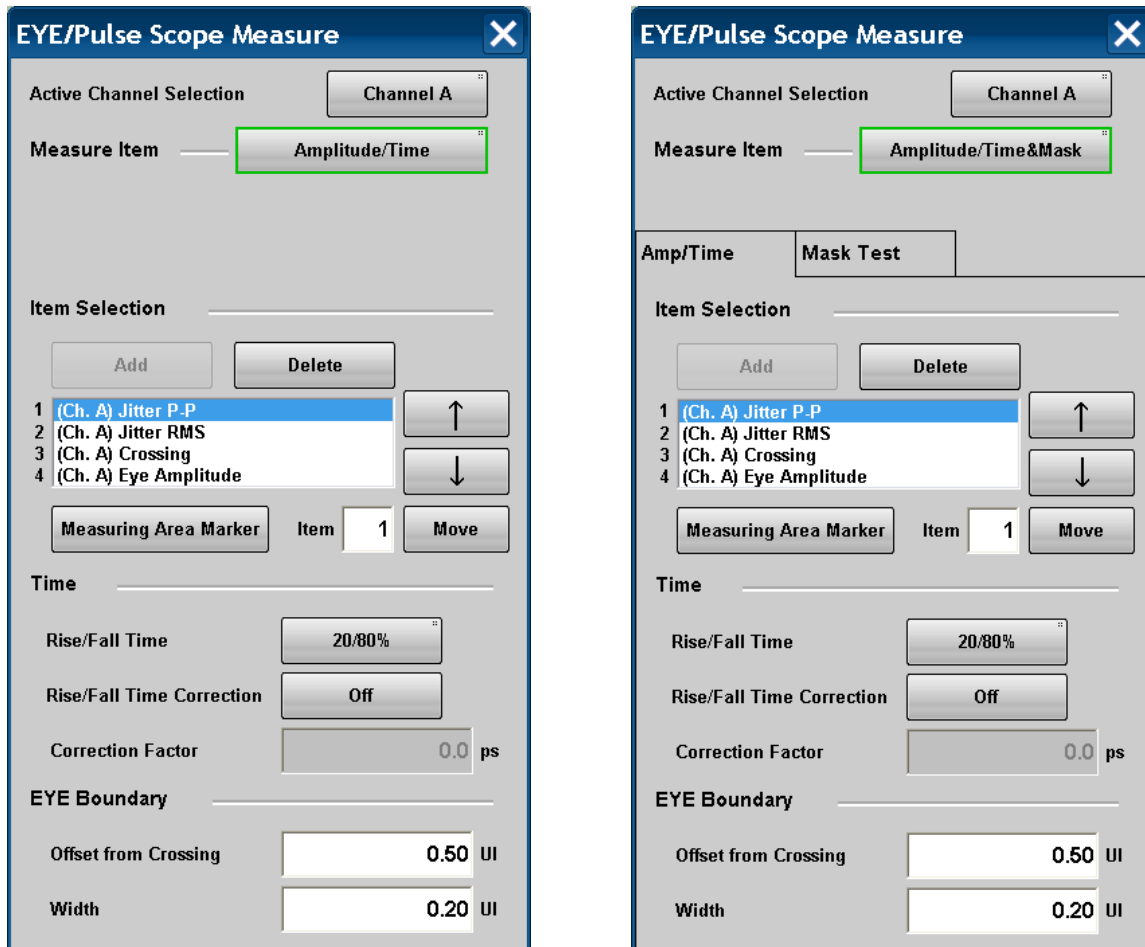 EYE/Pulse Scope Measure
Active Channel Selection Channel A
Measure Item Amplitude/Time
Item Selection
Add Delete
1 (Ch. A) Jitter P-P
2 (Ch. A) Jitter RMS
3 (Ch. A) Crossing
4 (Ch. A) Eye Amplitude
↑
↓
Measuring Area Marker Item 1 Move
Time
Rise/Fall Time 20/80%
Rise/Fall Time Correction Off
Correction Factor 0.0 ps
EYE Boundary
Offset from Crossing 0.50 UI
Width 0.20 UI
EYE/Pulse Scope Measure
Active Channel Selection Channel A
Measure Item Amplitude/Time&Mask
Amp/Time Mask Test
Item Selection
Add Delete
1 (Ch. A) Jitter P-P
2 (Ch. A) Jitter RMS
3 (Ch. A) Crossing
4 (Ch. A) Eye Amplitude
↑
↓
Measuring Area Marker Item 1 Move
Time
Rise/Fall Time 20/80%
Rise/Fall Time Correction Off
Correction Factor 0.0 ps
EYE Boundary
Offset from Crossing 0.50 UI
Width 0.20 UI